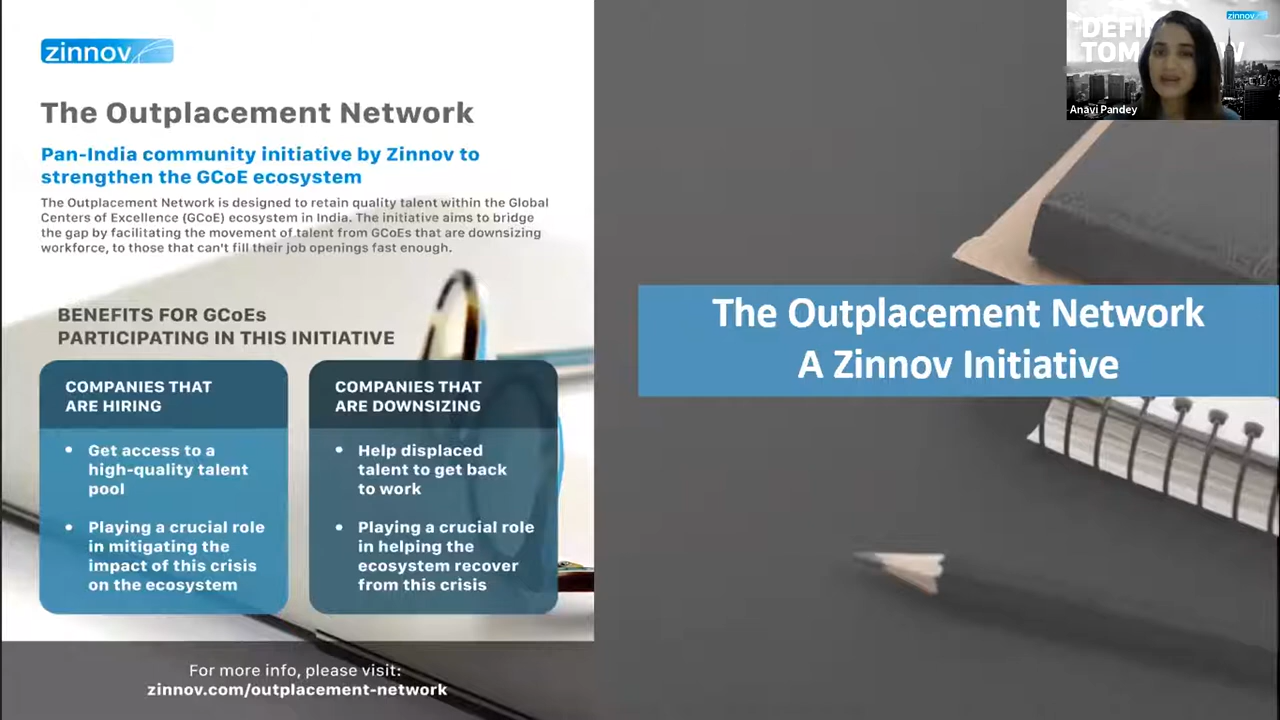 zinnov
The Outplacement Network
Pan-India community initiative by Zinnov to
strengthen the GCoE ecosystem
The Outplacement Network is designed to retain quality talent within the Global
Centers of Excellence (GCoE) ecosystem in India. The initiative aims to bridge
the gap by facilitating the movement of talent from GCoEs that are downsizing
workforce, to those that can't fill their job openings fast enough.
BENEFITS FOR GCoEs
PARTICIPATING IN THIS INITIATIVE
COMPANIES THAT
ARE HIRING
• Get access to a
high-quality talent
pool
• Playing a crucial role
in mitigating the
impact of this crisis
on the ecosystem
COMPANIES THAT
ARE DOWNSIZING
• Help displaced
talent to get back
to work
• Playing a crucial role
in helping the
ecosystem recover
from this crisis
For more info, please visit:
zinnov.com/outplacement-network
The Outplacement Network
A Zinnov Initiative
zinnov
Anavi Pandey